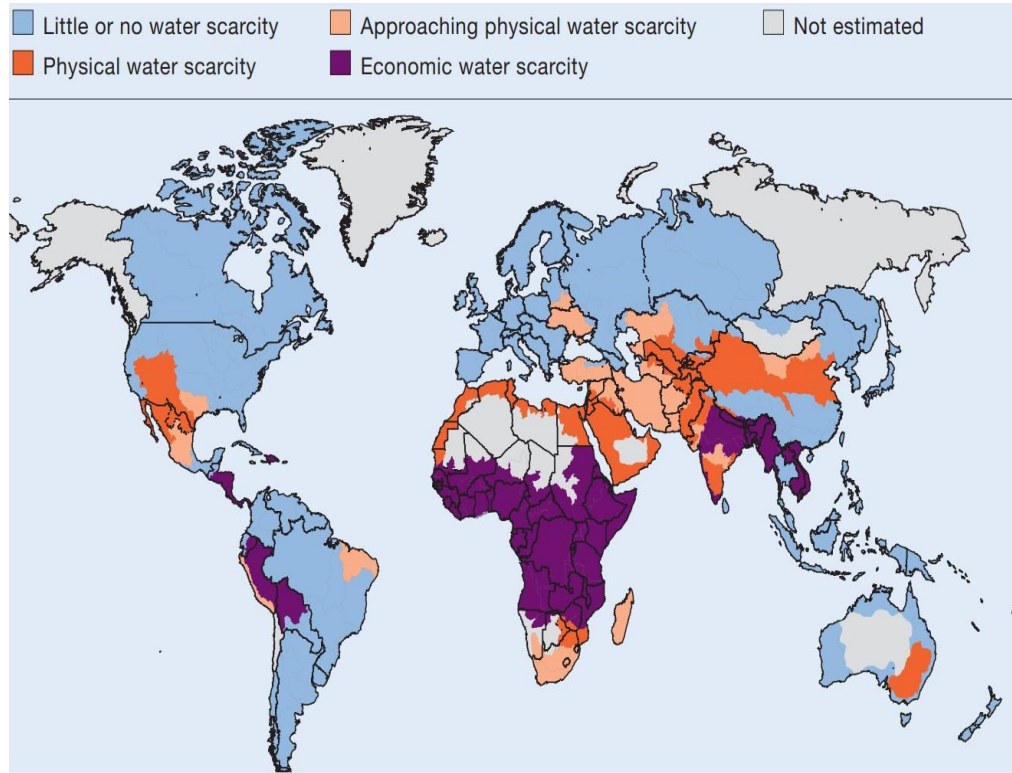 Little or no water scarcity
Approaching physical water scarcity
Not estimated
Physical water scarcity
Economic water scarcity